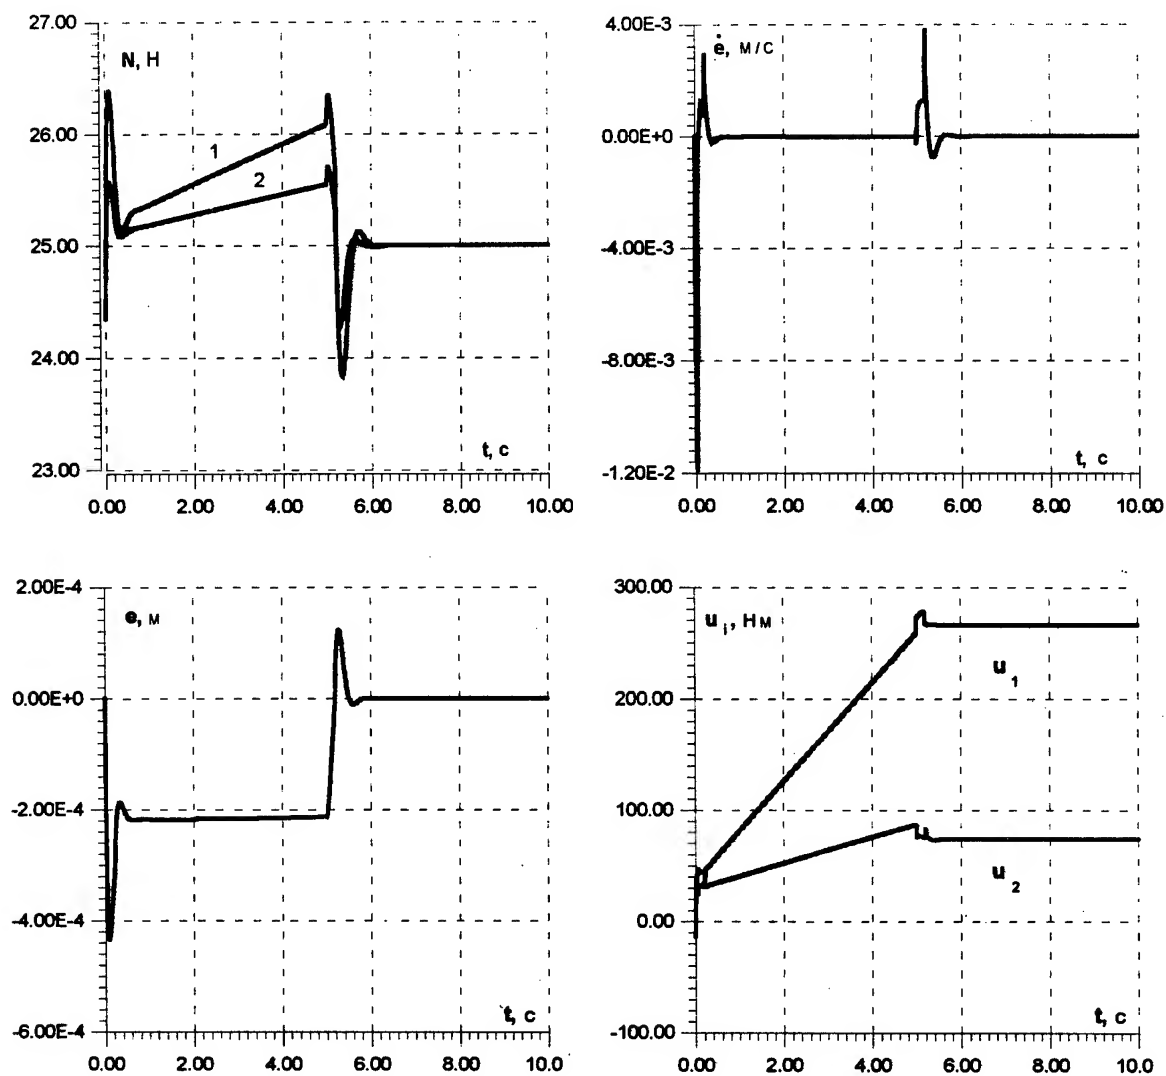 27.00
N, Н
26.00
1
2
25.00
24.00
t, c
23.00
0.00 2.00 4.00 6.00 8.00 10.00
4.00E-3
ė, м/с
0.00E+0
-4.00E-3
-8.00E-3
t, c
-1.20E-2
0.00 2.00 4.00 6.00 8.00 10.00
2.00E-4
e, м
0.00E+0
-2.00E-4
-4.00E-4
t, c
-6.00E-4
0.00 2.00 4.00 6.00 8.00 10.0
300.00
u i, Нм
u 1
200.00
100.00
u 2
0.00
t, c
-100.00
0.00 2.00 4.00 6.00 8.00 10.0